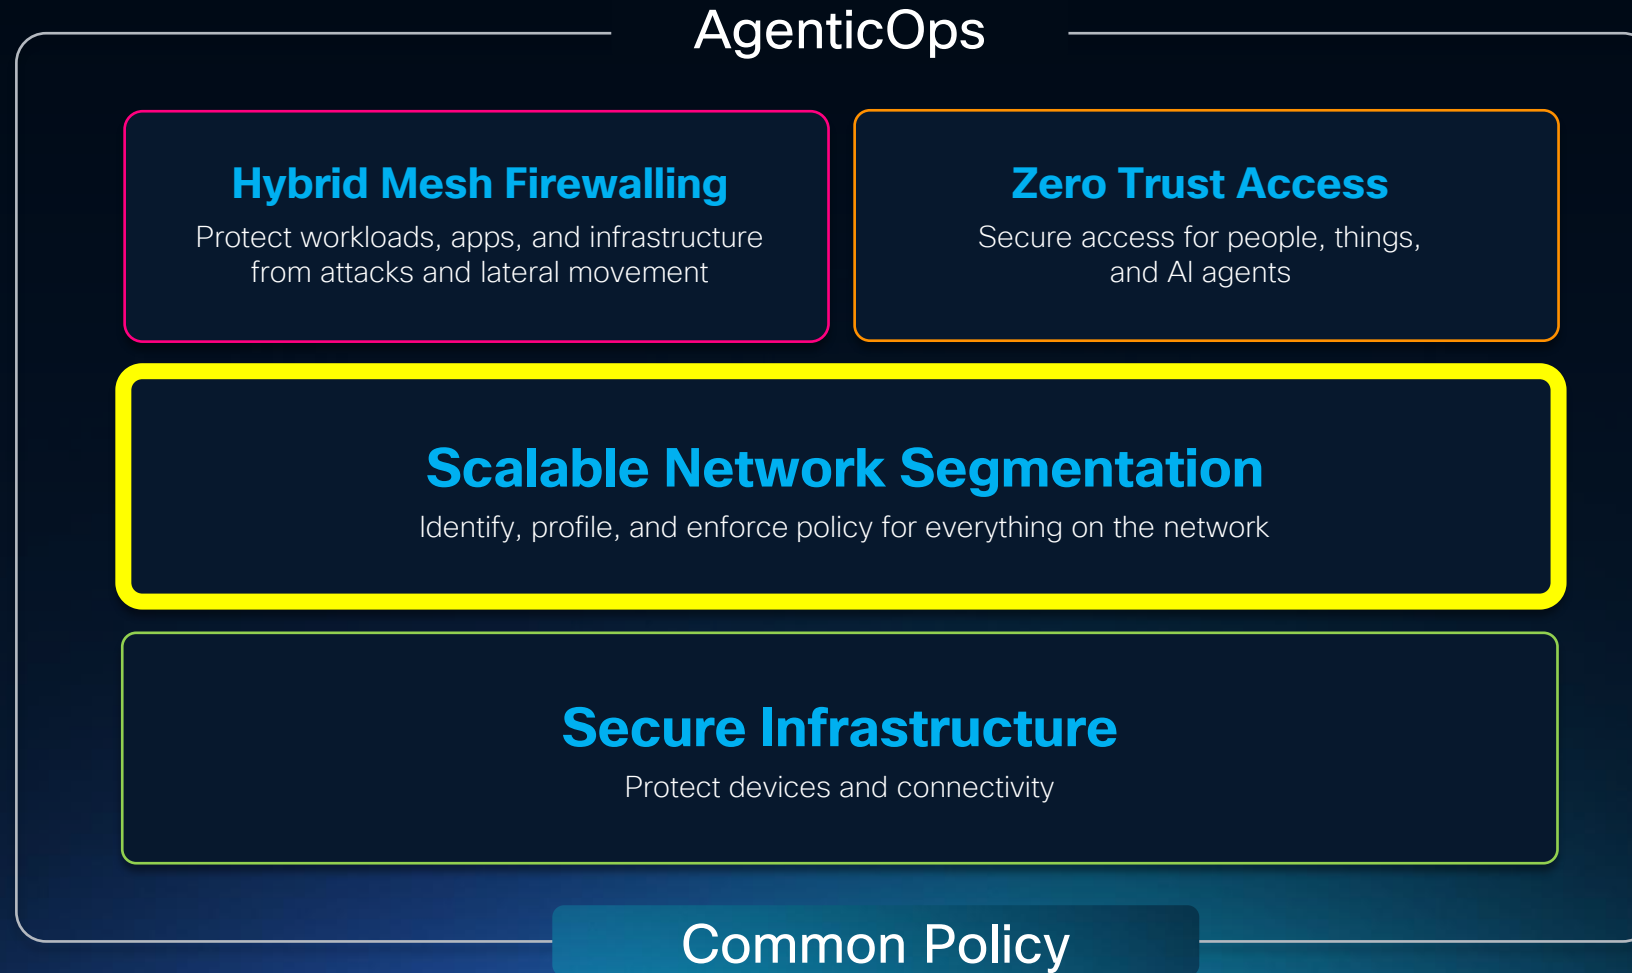 AgenticOps
Hybrid Mesh Firewalling
Protect workloads, apps, and infrastructure
from attacks and lateral movement
Zero Trust Access
Secure access for people, things,
and AI agents
Scalable Network Segmentation
Identify, profile, and enforce policy for everything on the network
Secure Infrastructure
Protect devices and connectivity
Common Policy